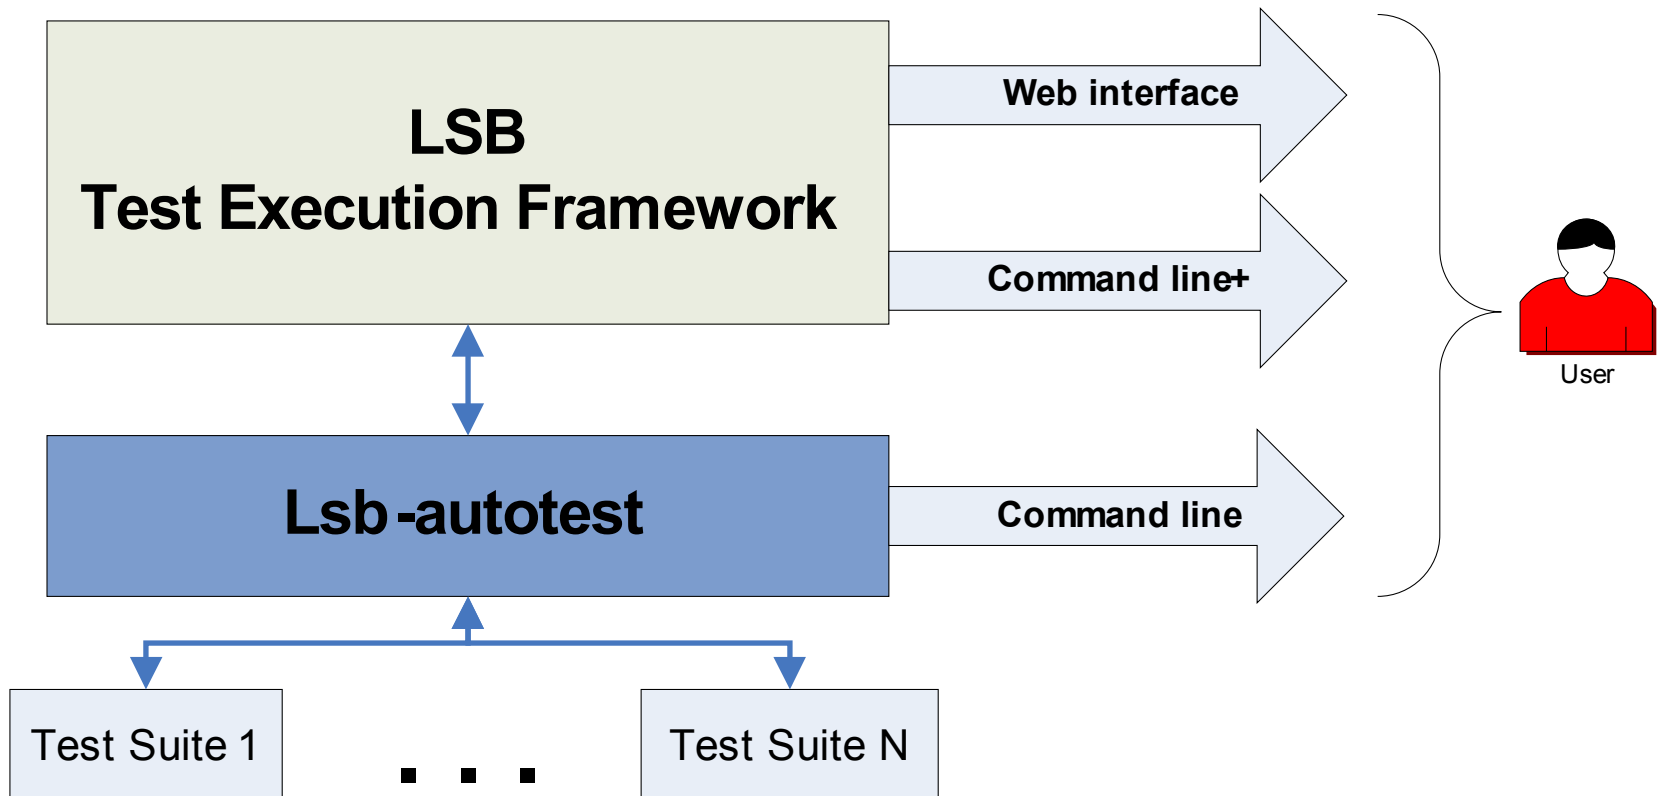 LSB
Test Execution Framework
Web interface
Command line+
User
Lsb-autotest
Command line
Test Suite 1
. . .
Test Suite N